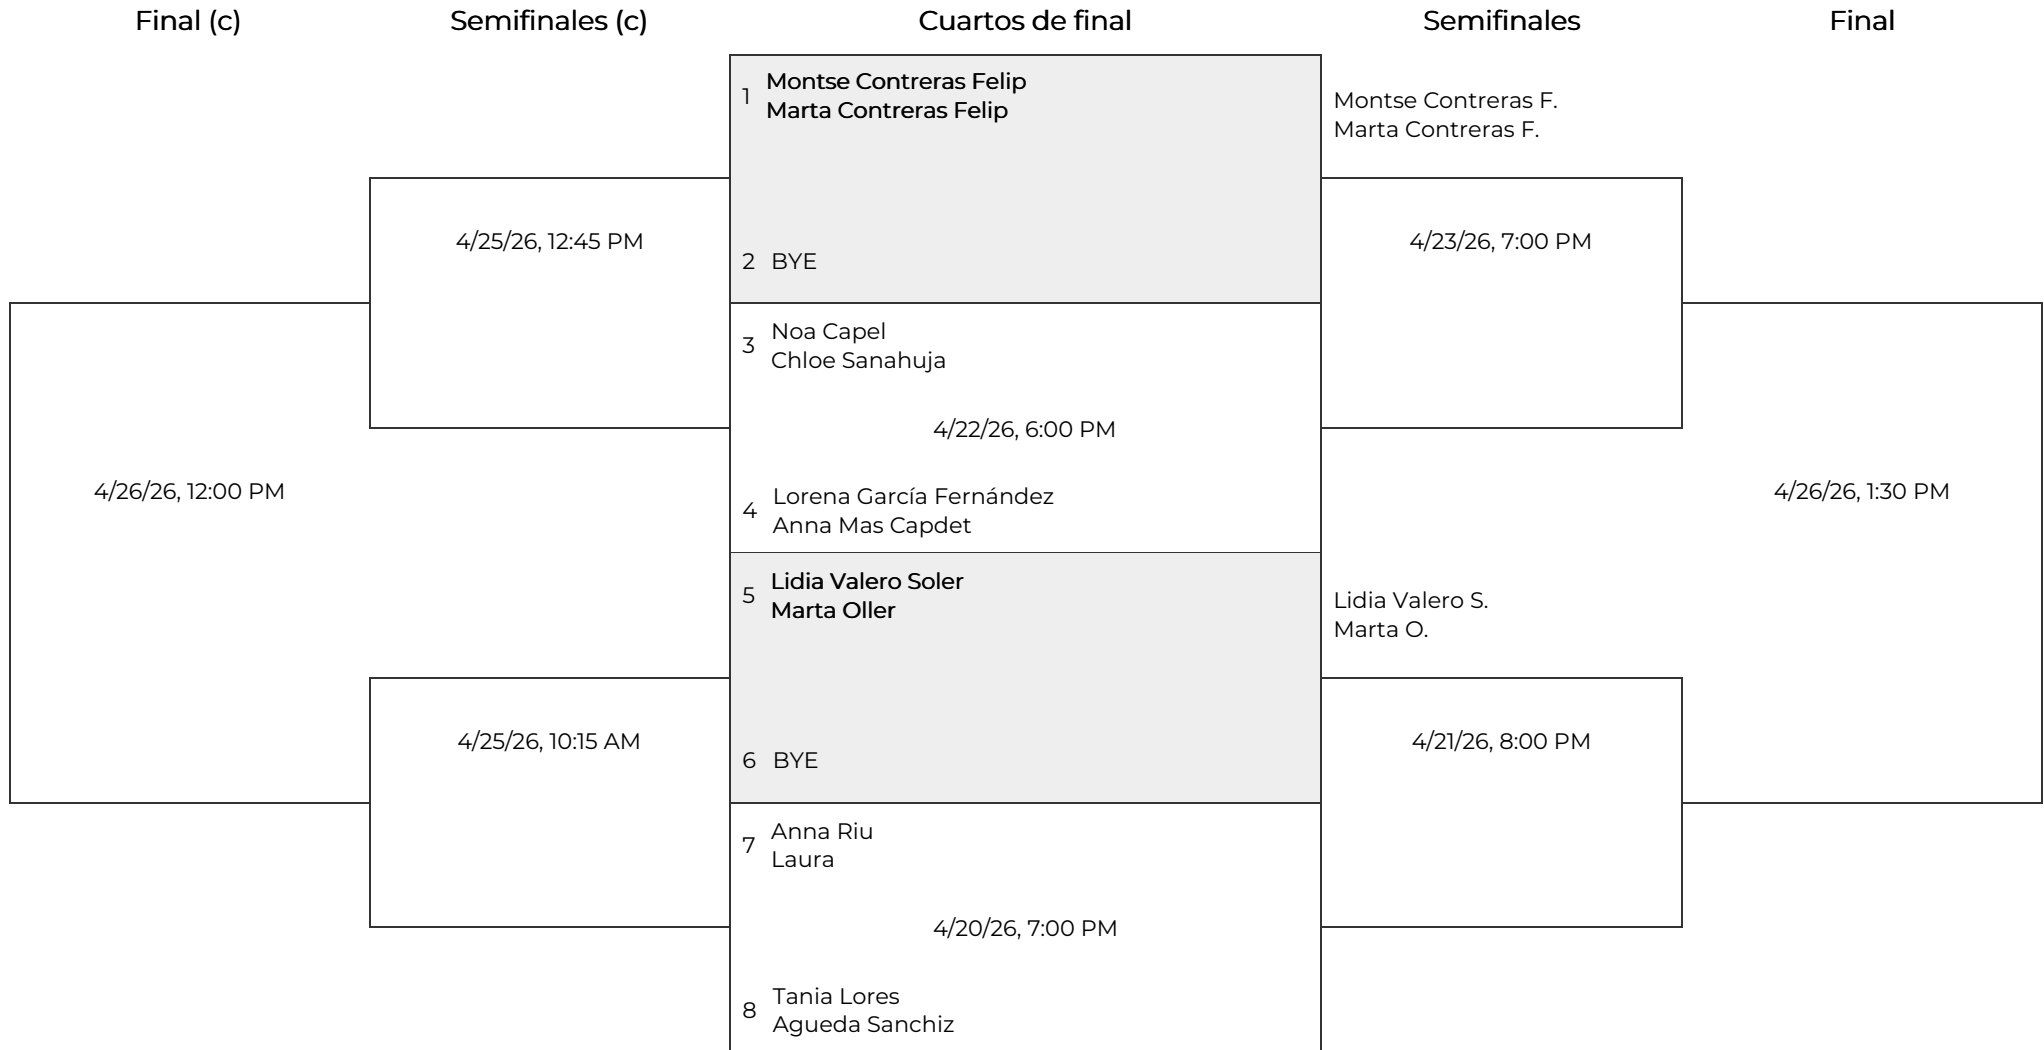 Final (c)
Semifinales (c)
Cuartos de final
Semifinales
Final
1
Montse Contreras Felip
Marta Contreras Felip
Montse Contreras F.
Marta Contreras F.
4/25/26, 12:45 PM
2 BYE
4/23/26, 7:00 PM
3
Noa Capel
Chloe Sanahuja
4/22/26, 6:00 PM
4/26/26, 12:00 PM
4
Lorena García Fernández
Anna Mas Capdet
4/26/26, 1:30 PM
5
Lidia Valero Soler
Marta Oller
Lidia Valero S.
Marta O.
4/25/26, 10:15 AM
6 BYE
4/21/26, 8:00 PM
7
Anna Riu
Laura
4/20/26, 7:00 PM
8
Tania Lores
Agueda Sanchiz